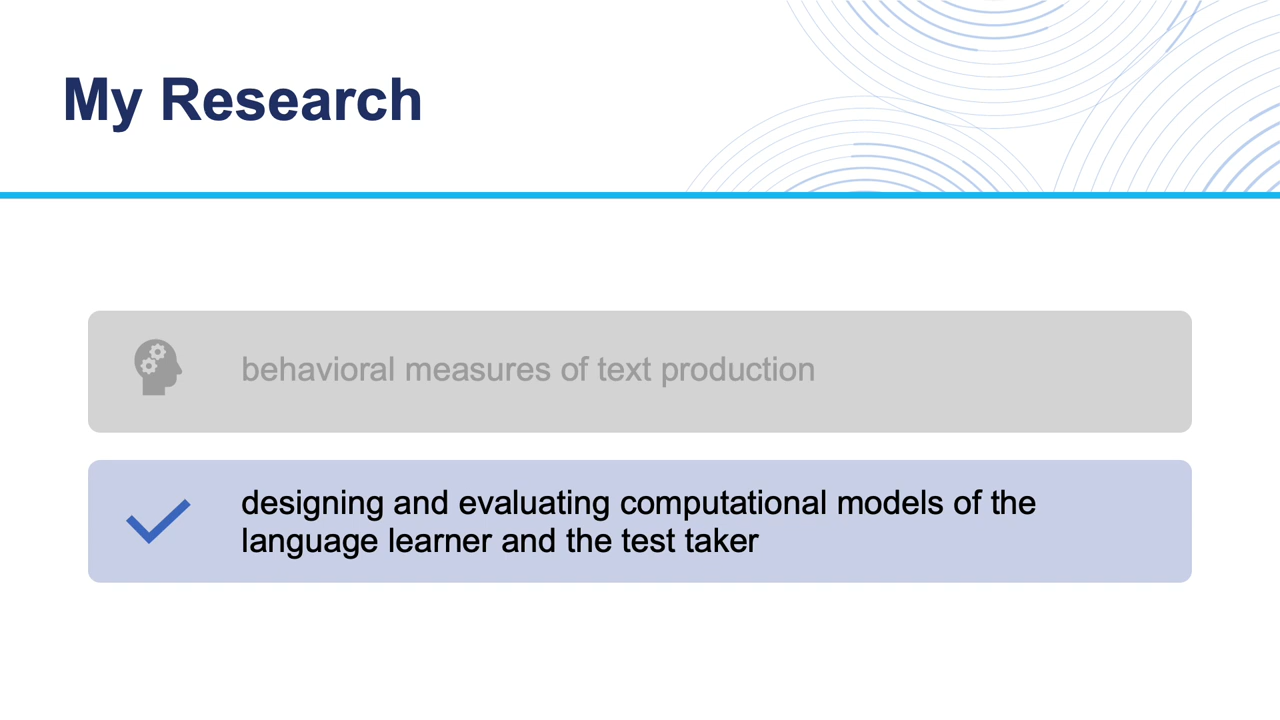 My Research
behavioral measures of text production
designing and evaluating computational models of the
language learner and the test taker